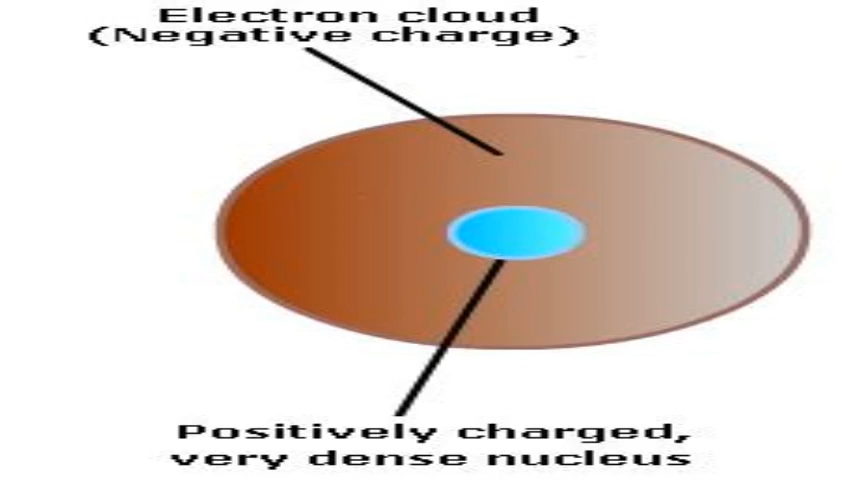 Electron cloud
(Negative charge)
Positively charged,
very dense nucleus